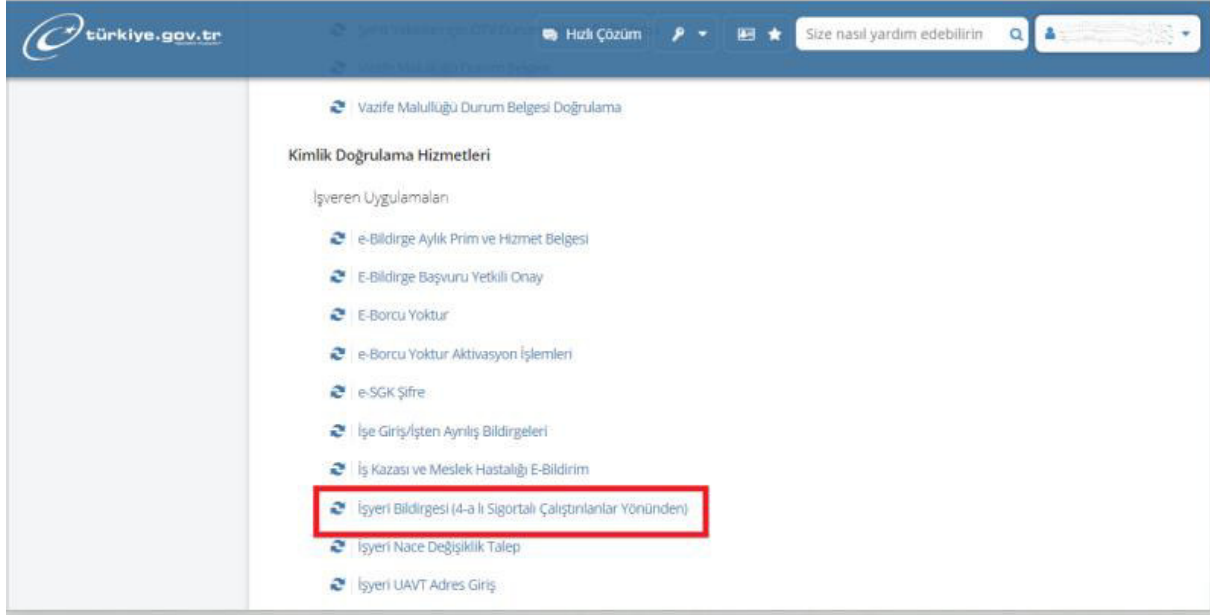 türkiye.gov.tr
Hızlı Çözüm
Size nasıl yardım edebilirin
Vazife Malullüğü Durum Belgesi Doğrulama
Kimlik Doğrulama Hizmetleri
İşveren Uygulamaları
e-Bildirge Aylık Prim ve Hizmet Belgesi
E-Bildirge Başvuru Yetkili Onay
E-Borcu Yoktur
e-Borcu Yoktur Aktivasyon İşlemleri
e-SGK Şifre
İşe Giriş/İşten Ayrılış Bildirgeleri
İş Kazası ve Meslek Hastalığı E-Bildirim
İşyeri Bildirgesi (4-a lı Sigortalı Çalıştırılanlar Yönünden)
İşyeri Nace Değişiklik Talep
İşyeri UAVT Adres Giriş